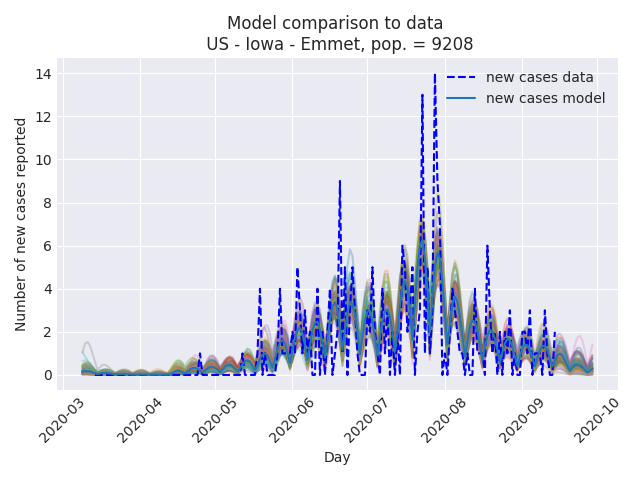 Model comparison to data
US - Iowa - Emmet, pop. = 9208
new cases data
new cases model
Number of new cases reported
14
12
10
8
6
4
2
0
2020-03
2020-04
2020-05
2020-06
2020-07
2020-08
2020-09
2020-10
Day